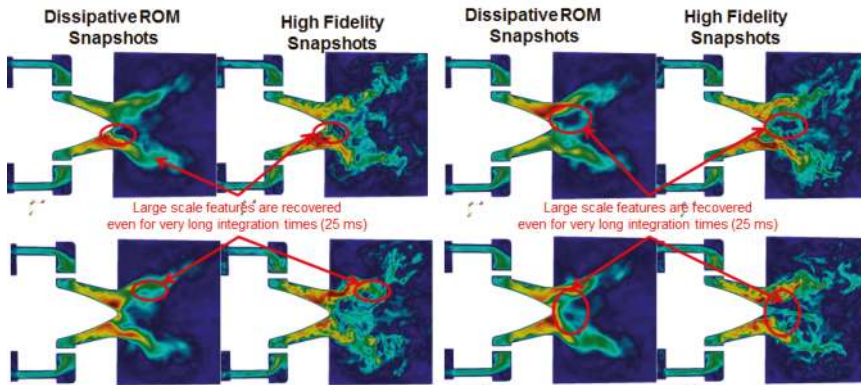 Dissipative ROM
Snapshots
High Fidelity
Snapshots
Dissipative ROM
Snapshots
High Fidelity
Snapshots
Large scale features are recovered
even for very long integration times (25 ms)
Large scale features are fecovered
even for very long integration times (25 ms)